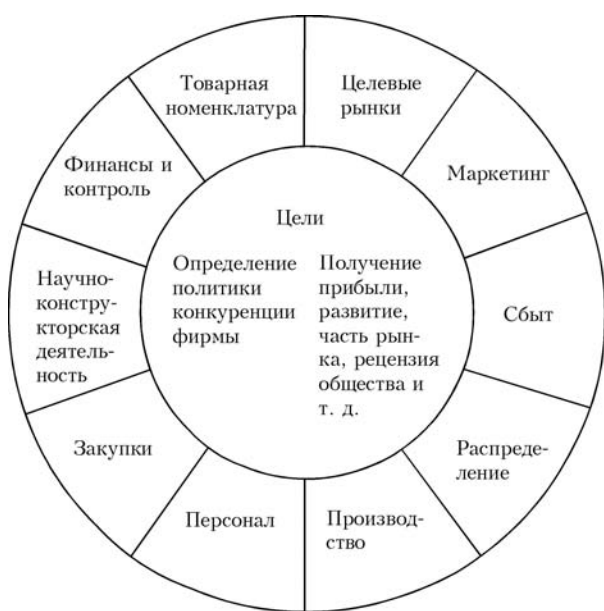 Товарная
номенклатура
Целевые
рынки
Маркетинг
Сбыт
Распреде-
ление
Производ-
ство
Персонал
Закупки
Научно-
конструк-
кторская
деятель-
ность
Финансы и
контроль
Цели
Определение
политики
конкуренции
фирмы
Получение
прибыли,
развитие,
часть рын-
ка, рецензия
общества и
т. д.